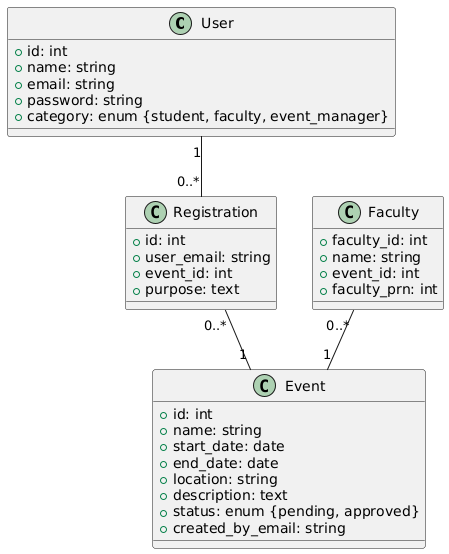 C User
id: int
name: string
email: string
password: string
category: enum {student, faculty, event_manager}
1
0..*
C Registration
id: int
user_email: string
event_id: int
purpose: text
C Faculty
faculty_id: int
name: string
event_id: int
faculty_prn: int
0..*
0..*
1
1
C Event
id: int
name: string
start_date: date
end_date: date
location: string
description: text
status: enum {pending, approved}
created_by_email: string